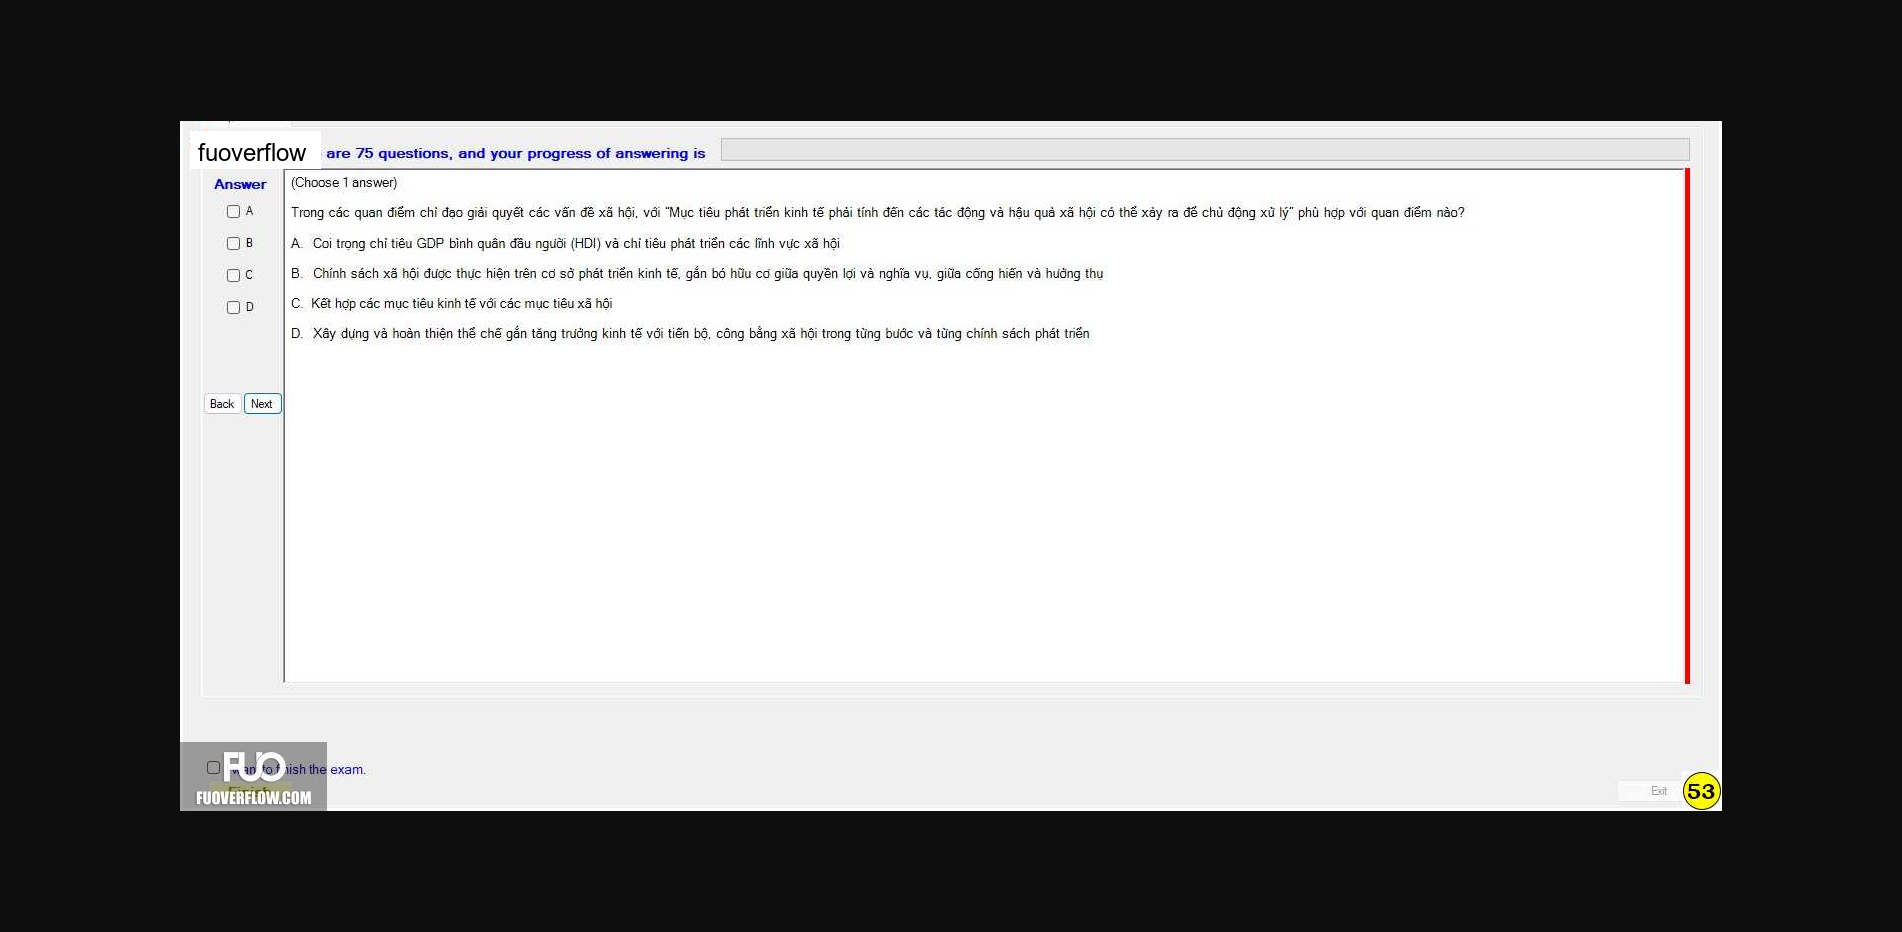 fuoverflow are 75 questions, and your progress of answering is
Answer
(Choose 1 answer)
A
Trong các quan điểm chỉ đạo giải quyết các vấn đề xã hội, với "Mục tiêu phát triển kinh tế phải tính đến các tác động và hậu quả xã hội có thể xảy ra để chủ động xử lý" phù hợp với quan điểm nào?
B
A. Coi trọng chỉ tiêu GDP bình quân đầu người (HDI) và chỉ tiêu phát triển các lĩnh vực xã hội
C
B. Chính sách xã hội được thực hiện trên cơ sở phát triển kinh tế, gắn bó hữu cơ giữa quyền lợi và nghĩa vụ, giữa cống hiến và hưởng thụ
D
C. Kết hợp các mục tiêu kinh tế với các mục tiêu xã hội
D. Xây dựng và hoàn thiện thể chế gắn tăng trưởng kinh tế với tiến bộ, công bằng xã hội trong từng bước và từng chính sách phát triển
Back Next
FUO
want to finish the exam.
Finish
FUOVERFLOW.COM
Exit
53